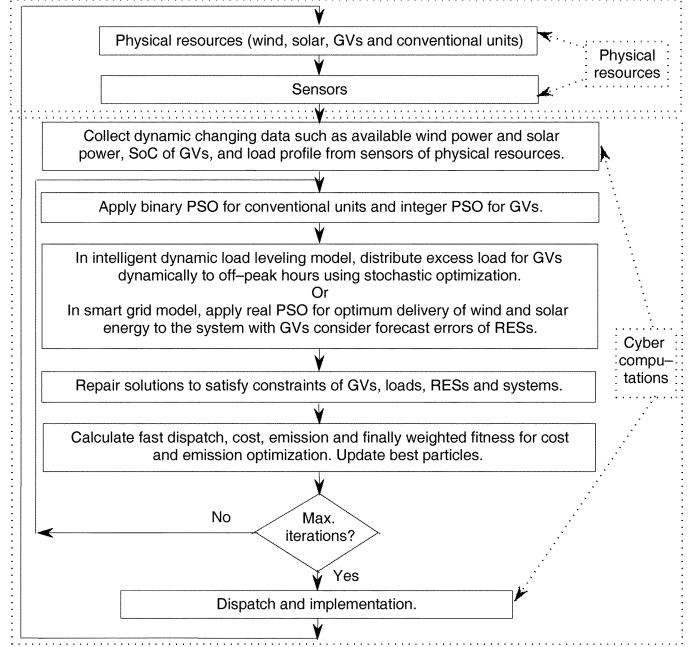 Physical resources (wind, solar, GVs and conventional units)
Physical
resources
Sensors
Collect dynamic changing data such as available wind power and solar
power, SoC of GVs, and load profile from sensors of physical resources.
Apply binary PSO for conventional units and integer PSO for GVs.
In intelligent dynamic load leveling model, distribute excess load for GVs
dynamically to off–peak hours using stochastic optimization.
Or
In smart grid model, apply real PSO for optimum delivery of wind and solar
energy to the system with GVs consider forecast errors of RESs.
Cyber
compu–
tations
Repair solutions to satisfy constraints of GVs, loads, RESs and systems.
Calculate fast dispatch, cost, emission and finally weighted fitness for cost
and emission optimization. Update best particles.
No
Max.
iterations?
Yes
Dispatch and implementation.